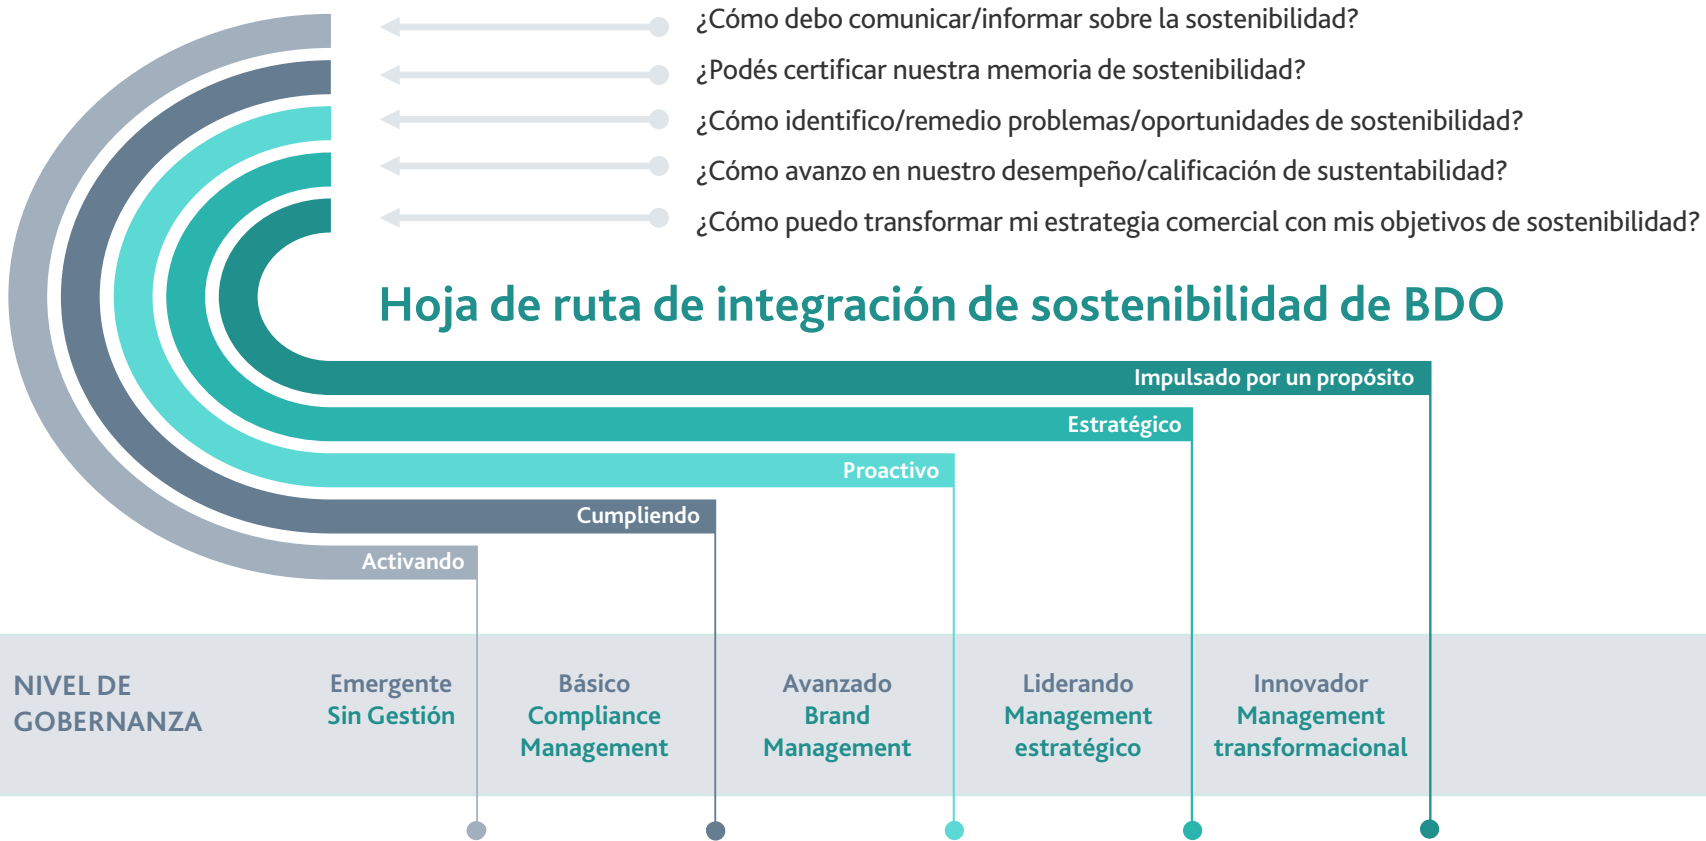 ¿Cómo debo comunicar/informar sobre la sostenibilidad?
¿Podés certificar nuestra memoria de sostenibilidad?
¿Cómo identifico/remedio problemas/oportunidades de sostenibilidad?
¿Cómo avanzo en nuestro desempeño/calificación de sustentabilidad?
¿Cómo puedo transformar mi estrategia comercial con mis objetivos de sostenibilidad?
Hoja de ruta de integración de sostenibilidad de BDO
Impulsado por un propósito
Estratégico
Proactivo
Cumpliendo
Activando
NIVEL DE
GOBERNANZA
Emergente
Sin Gestión
Básico
Compliance
Management
Avanzado
Brand
Management
Liderando
Management
estratégico
Innovador
Management
transformacional